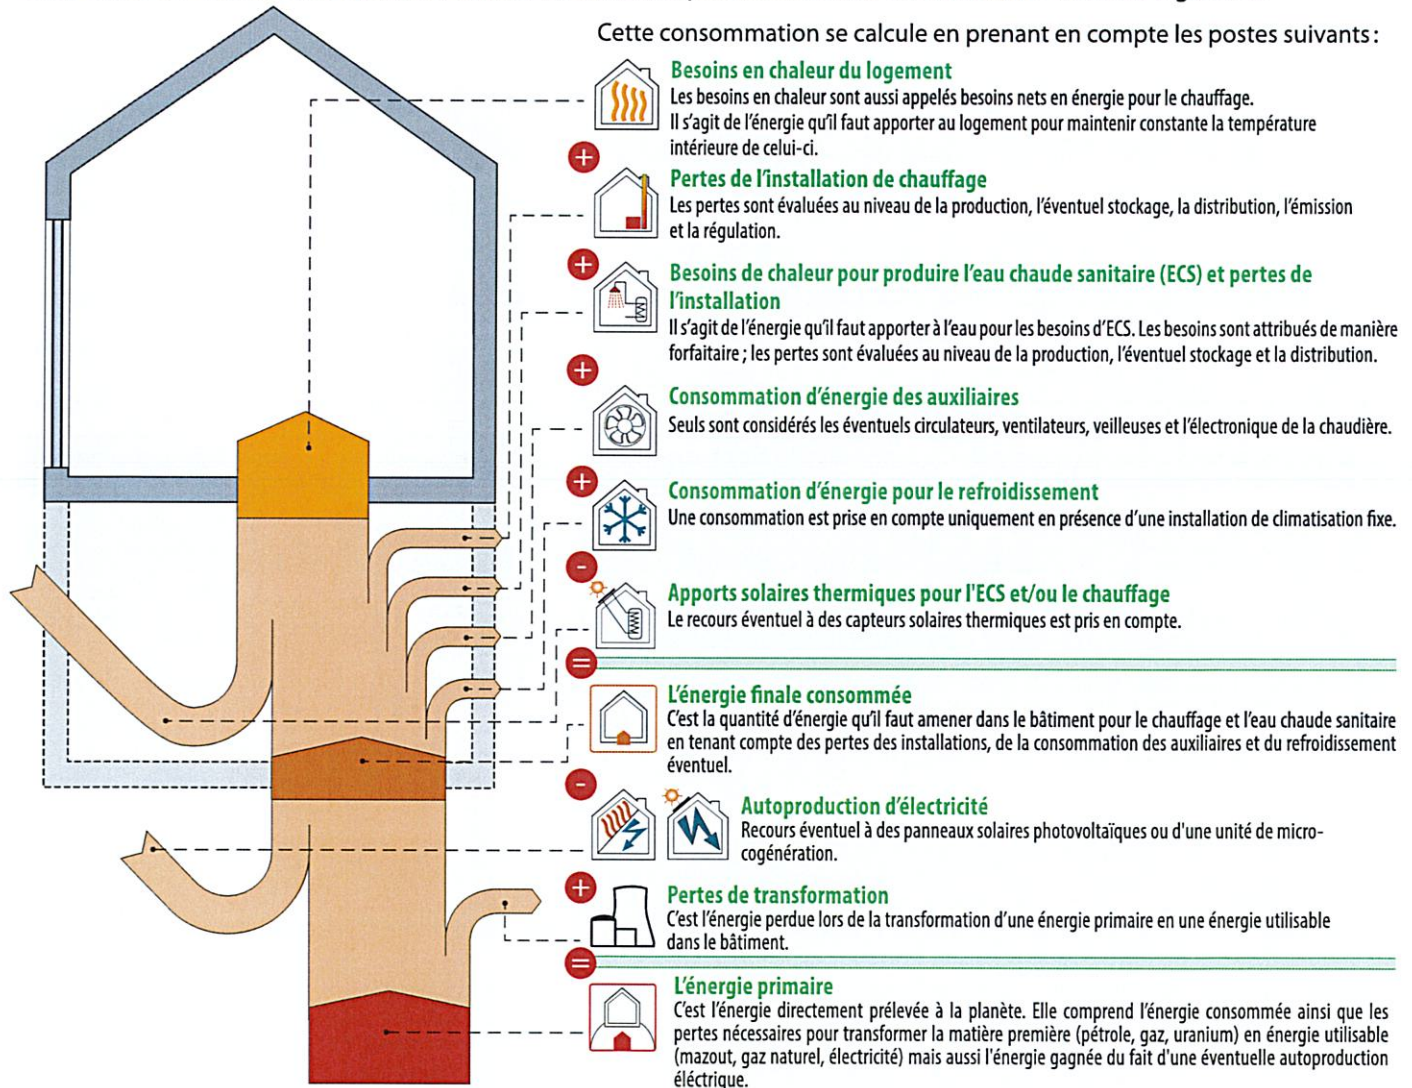 Cette consommation se calcule en prenant en compte les postes suivants :
Besoins en chaleur du logement
Les besoins en chaleur sont aussi appelés besoins nets en énergie pour le chauffage.
Il s'agit de l'énergie qu'il faut apporter au logement pour maintenir constante la température
intérieure de celui-ci.
+
Pertes de l'installation de chauffage
Les pertes sont évaluées au niveau de la production, l'éventuel stockage, la distribution, l'émission
et la régulation.
+
Besoins de chaleur pour produire l'eau chaude sanitaire (ECS) et pertes de
l'installation
Il s'agit de l'énergie qu'il faut apporter à l'eau pour les besoins d'ECS. Les besoins sont attribués de manière
forfaitaire ; les pertes sont évaluées au niveau de la production, l'éventuel stockage et la distribution.
+
Consommation d'énergie des auxiliaires
Seuls sont considérés les éventuels circulateurs, ventilateurs, veilleuses et l'électronique de la chaudière.
+
Consommation d'énergie pour le refroidissement
Une consommation est prise en compte uniquement en présence d'une installation de climatisation fixe.
-
Apports solaires thermiques pour l'ECS et/ou le chauffage
Le recours éventuel à des capteurs solaires thermiques est pris en compte.
=
L'énergie finale consommée
C'est la quantité d'énergie qu'il faut amener dans le bâtiment pour le chauffage et l'eau chaude sanitaire
en tenant compte des pertes des installations, de la consommation des auxiliaires et du refroidissement
éventuel.
-
Autoproduction d'électricité
Recours éventuel à des panneaux solaires photovoltaïques ou d'une unité de micro-
cogénération.
+
Pertes de transformation
C'est l'énergie perdue lors de la transformation d'une énergie primaire en une énergie utilisable
dans le bâtiment.
=
L'énergie primaire
C'est l'énergie directement prélevée à la planète. Elle comprend l'énergie consommée ainsi que les
pertes nécessaires pour transformer la matière première (pétrole, gaz, uranium) en énergie utilisable
(mazout, gaz naturel, électricité) mais aussi l'énergie gagnée du fait d'une éventuelle autoproduction
éléctrique.